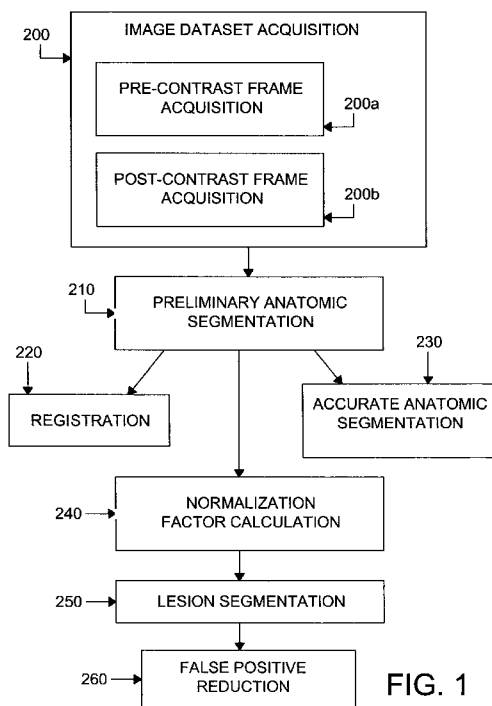 IMAGE DATASET ACQUISITION
200
PRE-CONTRAST FRAME
ACQUISITION
200a
POST-CONTRAST FRAME
ACQUISITION
200b
210
PRELIMINARY ANATOMIC
SEGMENTATION
220
230
REGISTRATION
ACCURATE ANATOMIC
SEGMENTATION
240
NORMALIZATION
FACTOR CALCULATION
250
LESION SEGMENTATION
260
FALSE POSITIVE
REDUCTION
FIG. 1